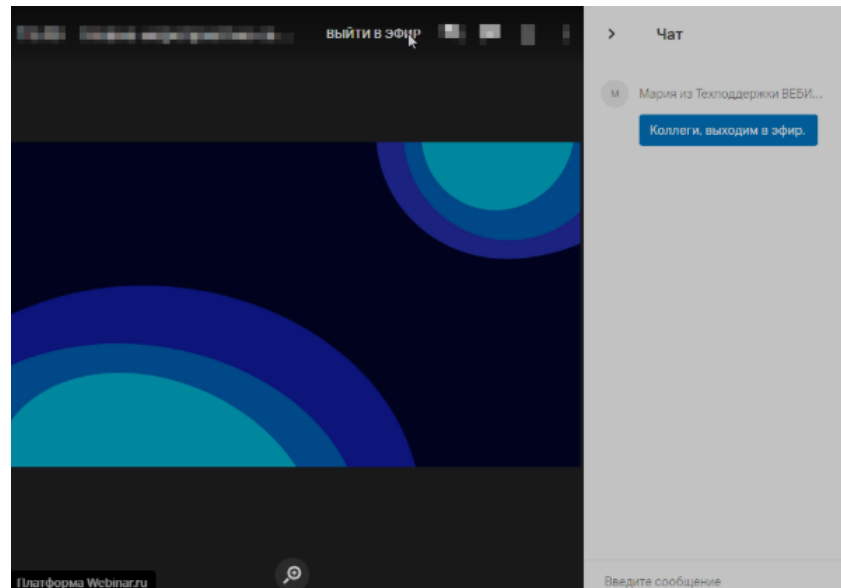 ВЫЙТИ В ЭФИР
Чат
М
Мария из Техподдержки ВЕБИ...
Коллеги, выходим в эфир.
Платформа Webinar.ru
Введите сообщение